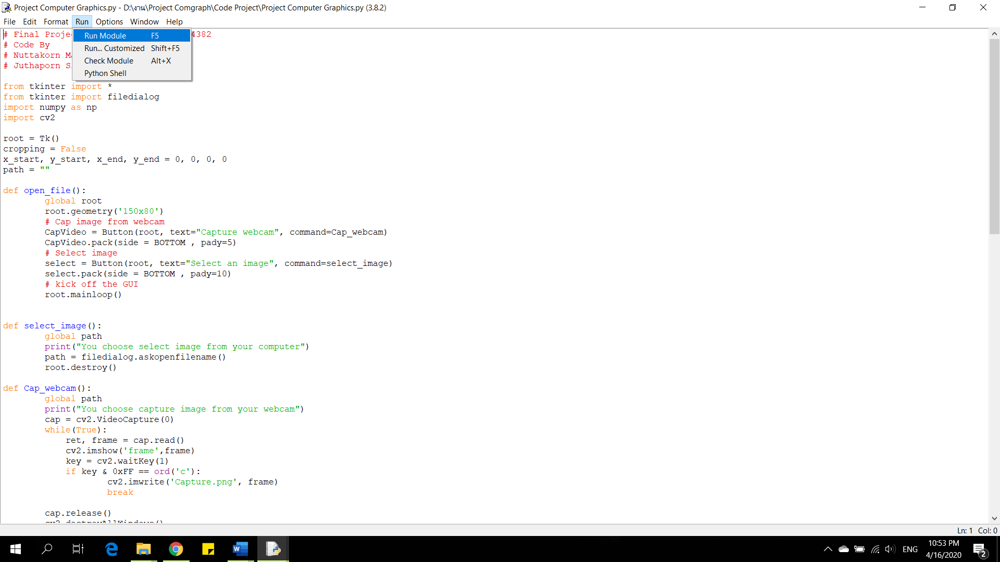 Project Computer Graphics.py - D:\งาน\Project Comgraph\Code Project\Project Computer Graphics.py (3.8.2)
File Edit Format Run Options Window Help
Run Module F5
Run... Customized Shift+F5
Check Module Alt+X
Python Shell
# Final 4382
# Code By
# Nuttakorn
# Juthaporn
from tkinter import *
from tkinter import filedialog
import numpy as np
import cv2
root = Tk()
cropping = False
x_start, y_start, x_end, y_end = 0, 0, 0, 0
path = ""
def open_file():
global root
root.geometry('150x80')
# Cap image from webcam
CapVideo = Button(root, text="Capture webcam", command=Cap_webcam)
CapVideo.pack(side = BOTTOM , pady=5)
# Select image
select = Button(root, text="Select an image", command=select_image)
select.pack(side = BOTTOM , pady=10)
# kick off the GUI
root.mainloop()
def select_image():
global path
print("You choose select image from your computer")
path = filedialog.askopenfilename()
root.destroy()
def Cap_webcam():
global path
print("You choose capture image from your webcam")
cap = cv2.VideoCapture(0)
while(True):
ret, frame = cap.read()
cv2.imshow('frame',frame)
key = cv2.waitKey(1)
if key & 0xFF == ord('c'):
cv2.imwrite('Capture.png', frame)
break
cap.release()
cv2.destroyAllWindows()
Ln: 1 Col: 0
ENG
10:53 PM
4/16/2020
2